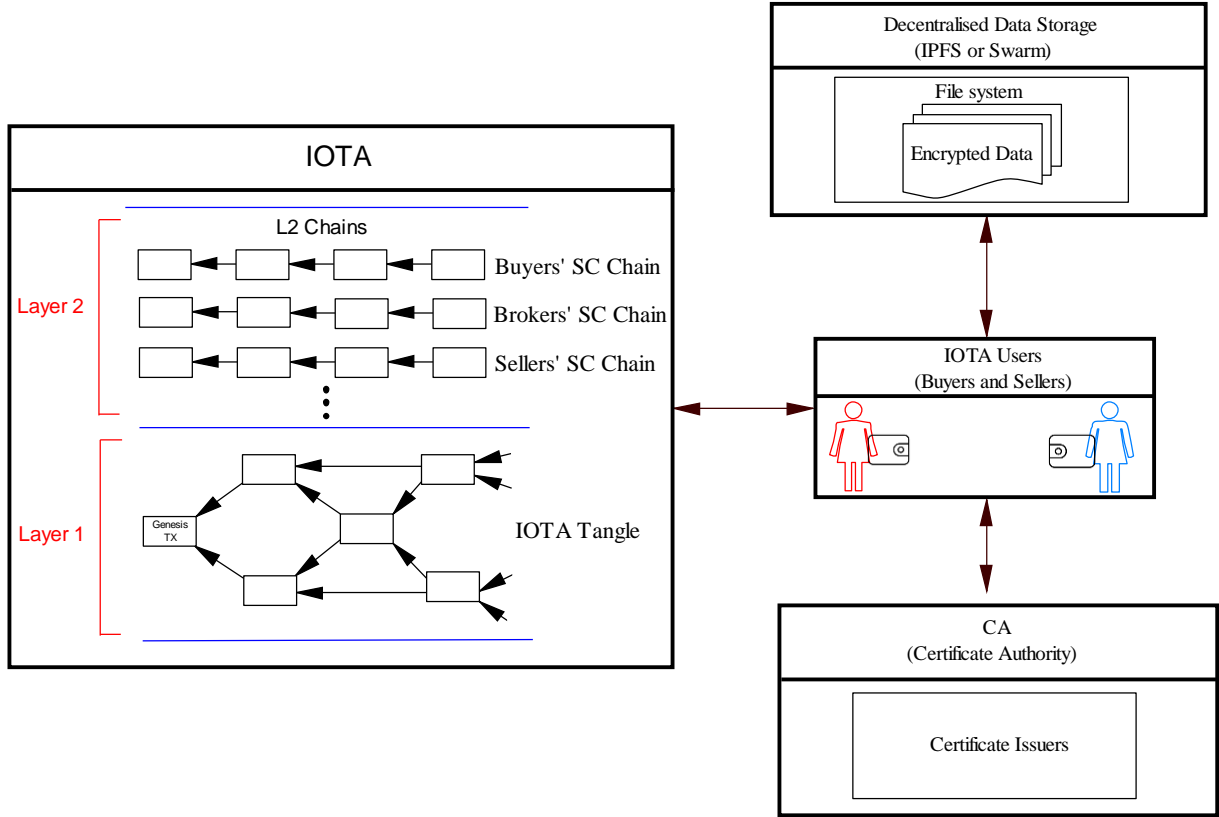 IOTA
L2 Chains
Buyers' SC Chain
Layer 2
Brokers' SC Chain
Sellers' SC Chain
Genesis
TX
Layer 1
IOTA Tangle
Decentralised Data Storage
(IPFS or Swarm)
File system
Encrypted Data
IOTA Users
(Buyers and Sellers)
CA
(Certificate Authority)
Certificate Issuers